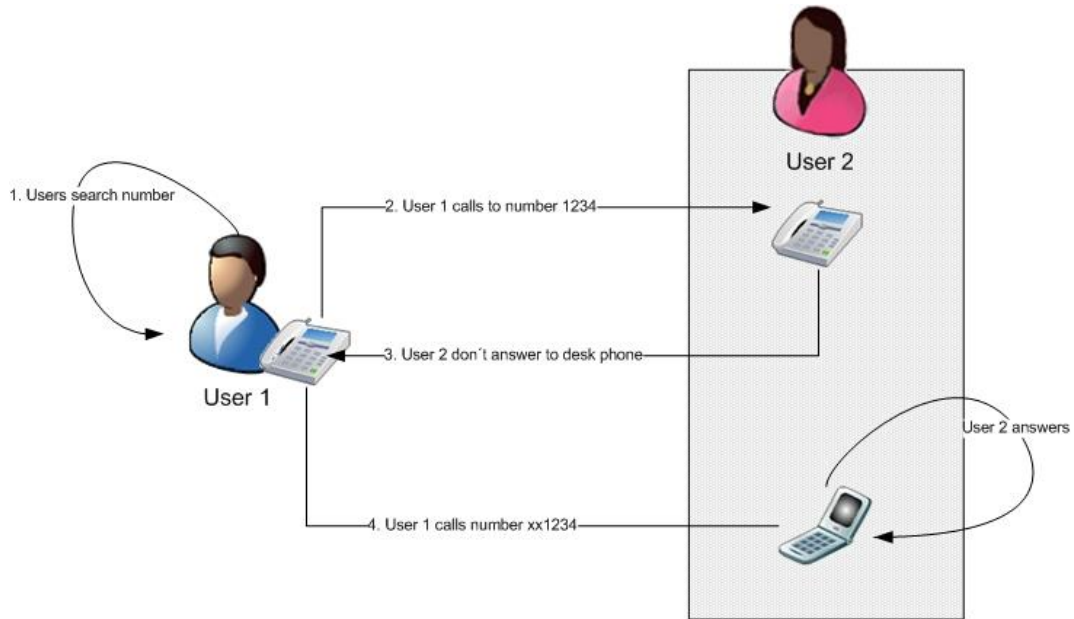 User 2
1. Users search number
2. User 1 calls to number 1234
3. User 2 don´t answer to desk phone
User 1
User 2 answers
4. User 1 calls number xx1234